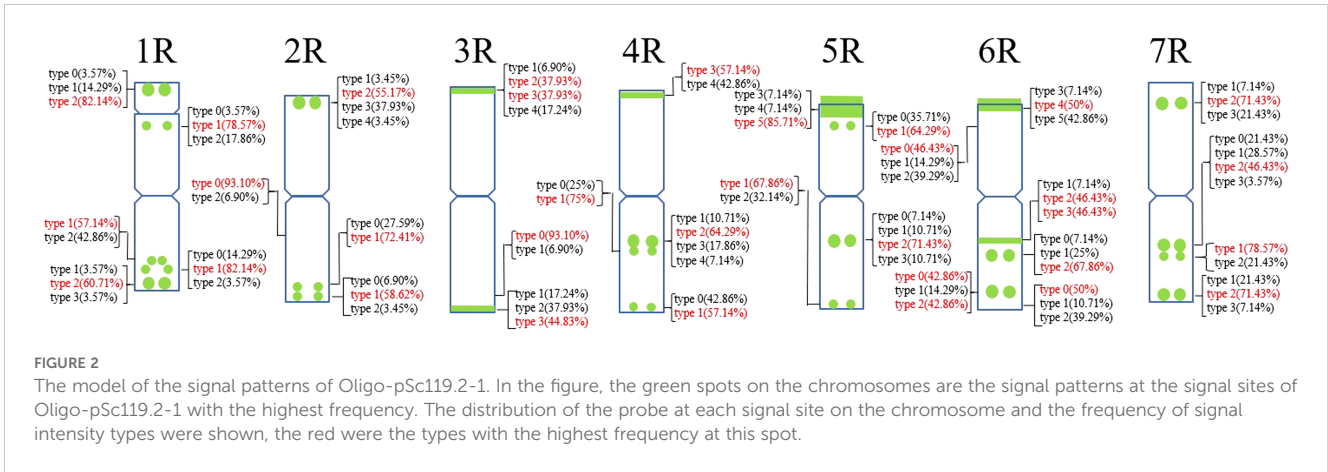 1R
2R
3R
4R
5R
6R
7R
type 0(3.57%)
type 1(14.29%)
type 2(82.14%)
type 0(3.57%)
type 1(78.57%)
type 2(17.86%)
type 1(57.14%)
type 2(42.86%)
type 1(3.57%)
type 2(60.71%)
type 3(3.57%)
type 0(14.29%)
type 1(82.14%)
type 2(3.57%)
type 1(3.45%)
type 2(55.17%)
type 3(37.93%)
type 4(3.45%)
type 0(93.10%)
type 2(6.90%)
type 0(27.59%)
type 1(72.41%)
type 0(6.90%)
type 1(58.62%)
type 2(3.45%)
type 1(6.90%)
type 2(37.93%)
type 3(37.93%)
type 4(17.24%)
type 0(93.10%)
type 1(6.90%)
type 1(17.24%)
type 2(37.93%)
type 3(44.83%)
type 3(57.14%)
type 4(42.86%)
type 0(25%)
type 1(75%)
type 1(10.71%)
type 2(64.29%)
type 3(17.86%)
type 4(7.14%)
type 0(42.86%)
type 1(57.14%)
type 3(7.14%)
type 4(7.14%)
type 5(85.71%)
type 0(35.71%)
type 1(64.29%)
type 1(67.86%)
type 2(32.14%)
type 0(7.14%)
type 1(10.71%)
type 2(71.43%)
type 3(10.71%)
type 3(7.14%)
type 4(50%)
type 5(42.86%)
type 0(46.43%)
type 1(14.29%)
type 2(39.29%)
type 1(7.14%)
type 2(46.43%)
type 3(46.43%)
type 0(7.14%)
type 1(25%)
type 2(67.86%)
type 0(42.86%)
type 1(14.29%)
type 2(42.86%)
type 0(50%)
type 1(10.71%)
type 2(39.29%)
type 1(7.14%)
type 2(71.43%)
type 3(21.43%)
type 0(21.43%)
type 1(28.57%)
type 2(46.43%)
type 3(3.57%)
type 1(78.57%)
type 2(21.43%)
type 1(21.43%)
type 2(71.43%)
type 3(7.14%)
FIGURE 2
The model of the signal patterns of Oligo-pSc119.2-1. In the figure, the green spots on the chromosomes are the signal patterns at the signal sites of
Oligo-pSc119.2-1 with the highest frequency. The distribution of the probe at each signal site on the chromosome and the frequency of signal
intensity types were shown, the red were the types with the highest frequency at this spot.